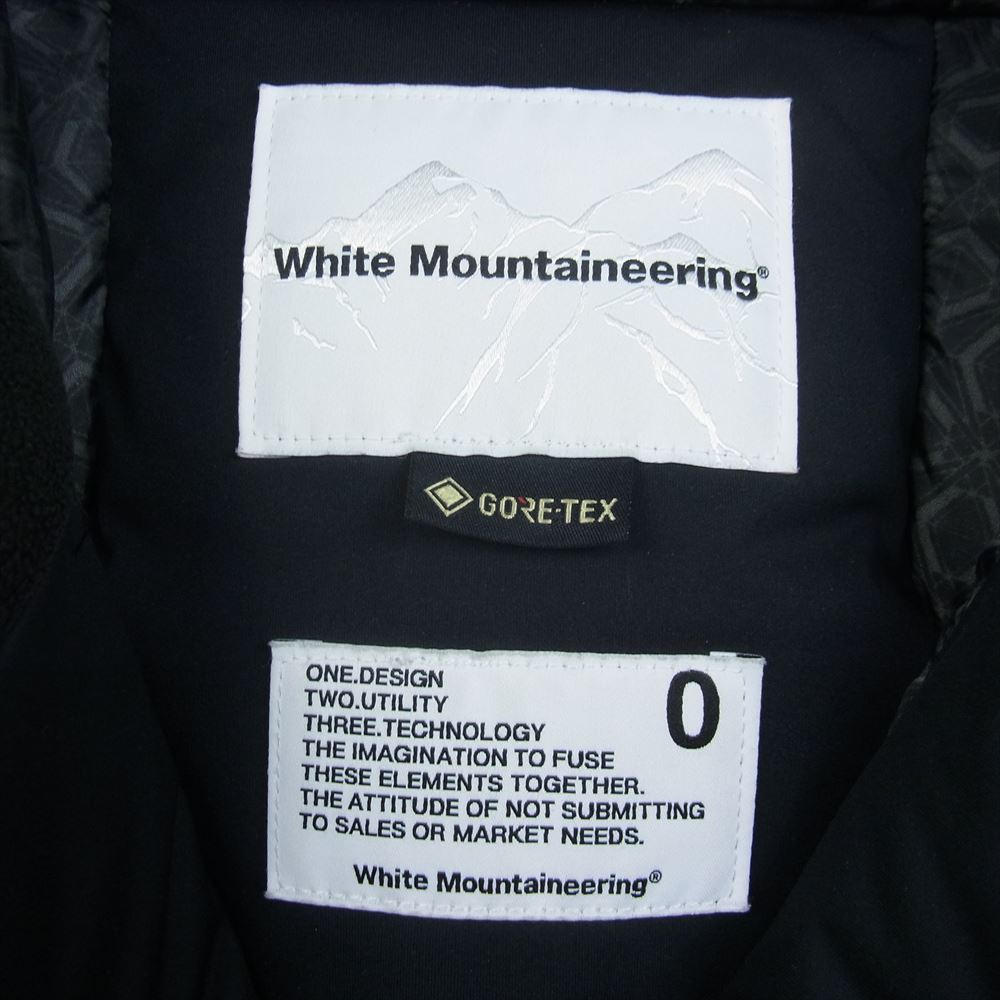 White Mountaineering®
GORE-TEX
0
ONE.DESIGN
TWO.UTILITY
THREE.TECHNOLOGY
THE IMAGINATION TO FUSE
THESE ELEMENTS TOGETHER.
THE ATTITUDE OF NOT SUBMITTING
TO SALES OR MARKET NEEDS.
White Mountaineering®